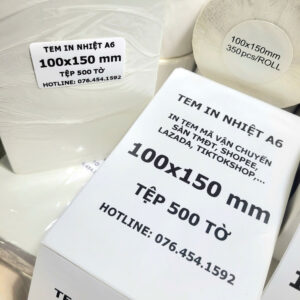 TEM IN NHIỆT A6
100x150 mm
TỆP 500 TỜ
HOTLINE: 076.454.1592
100x150mm
350pcs/ROLL
TEM IN NHIỆT A6
IN TEM MÃ VẬN CHUYỂN
SÀN TMĐT, SHOPEE,
LAZADA, TIKTOKSHOP,...
100x150 mm
TỆP 500 TỜ
HOTLINE: 076.454.1592